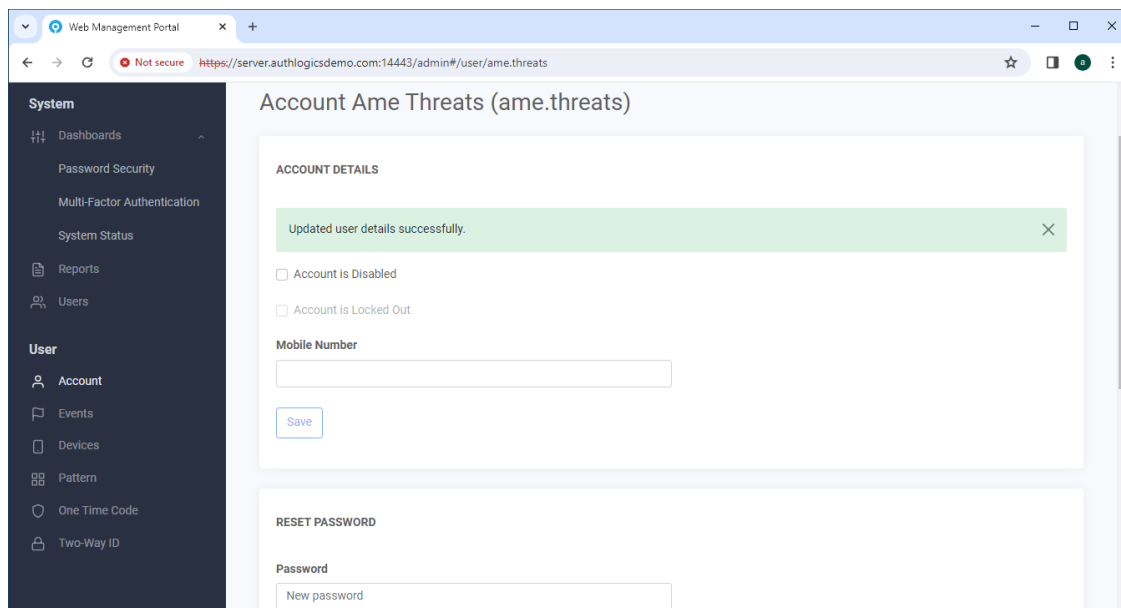 Web Management Portal
Not secure https://server.authlogicsdemo.com:14443/admin#/user/ame.threats
a
System
Dashboards
Password Security
Multi-Factor Authentication
System Status
Reports
Users
User
Account
Events
Devices
Pattern
One Time Code
Two-Way ID
Account Ame Threats (ame.threats)
ACCOUNT DETAILS
Updated user details successfully.
Account is Disabled
Account is Locked Out
Mobile Number
Save
RESET PASSWORD
Password
New password